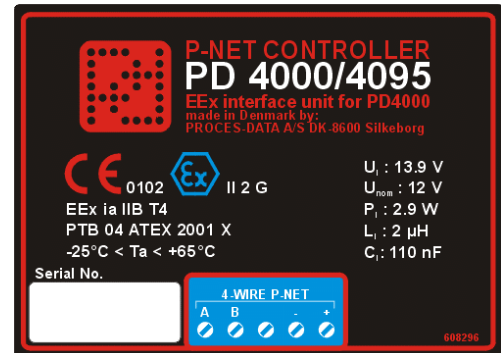 P-NET CONTROLLER
PD 4000/4095
EEx interface unit for PD4000
made in Denmark by:
PROCES-DATA A/S DK-8600 Silkeborg
CE 0102 Ex II 2 G
EEx ia IIB T4
PTB 04 ATEX 2001 X
-25°C < Ta < +65°C
Uᵢ : 13.9 V
Uₙₒₘ : 12 V
Pᵢ : 2.9 W
Lᵢ : 2 µH
Cᵢ : 110 nF
Serial No.
4-WIRE P-NET
A B - +
608296